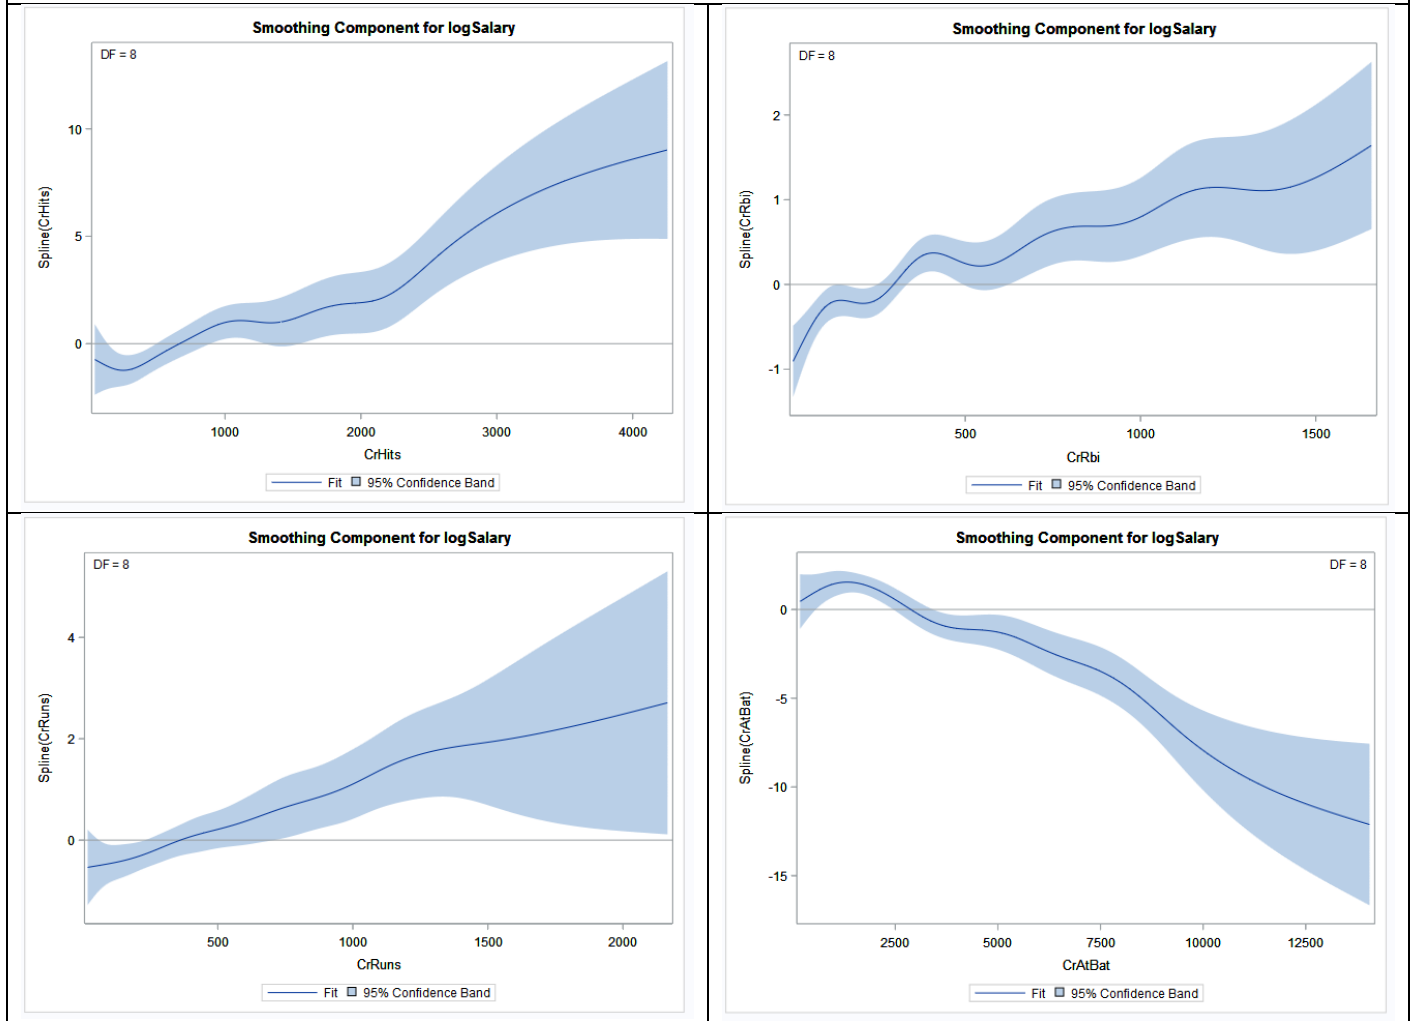 Smoothing Component for logSalary
DF = 8
10
5
0
Spline(CrHits)
1000 2000 3000 4000
CrHits
Fit 95% Confidence Band
Smoothing Component for logSalary
DF = 8
2
1
0
-1
Spline(CrRbi)
500 1000 1500
CrRbi
Fit 95% Confidence Band
Smoothing Component for logSalary
DF = 8
4
2
0
Spline(CrRuns)
500 1000 1500 2000
CrRuns
Fit 95% Confidence Band
Smoothing Component for logSalary
DF = 8
0
-5
-10
-15
Spline(CrAtBat)
2500 5000 7500 10000 12500
CrAtBat
Fit 95% Confidence Band